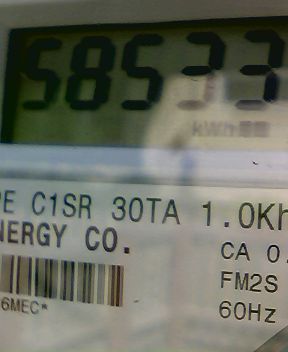 58533
kWh
PE C1SR 30TA 1.0Kh
NERGY CO.
CA 0.
FM2S
6MEC*
60Hz